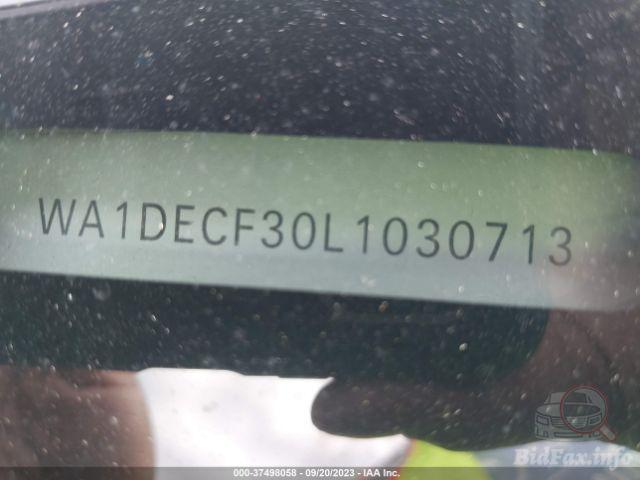 WA1DECF30L1030713
000-37498058 - 09/20/2023 - IAA Inc.
BidFax.info